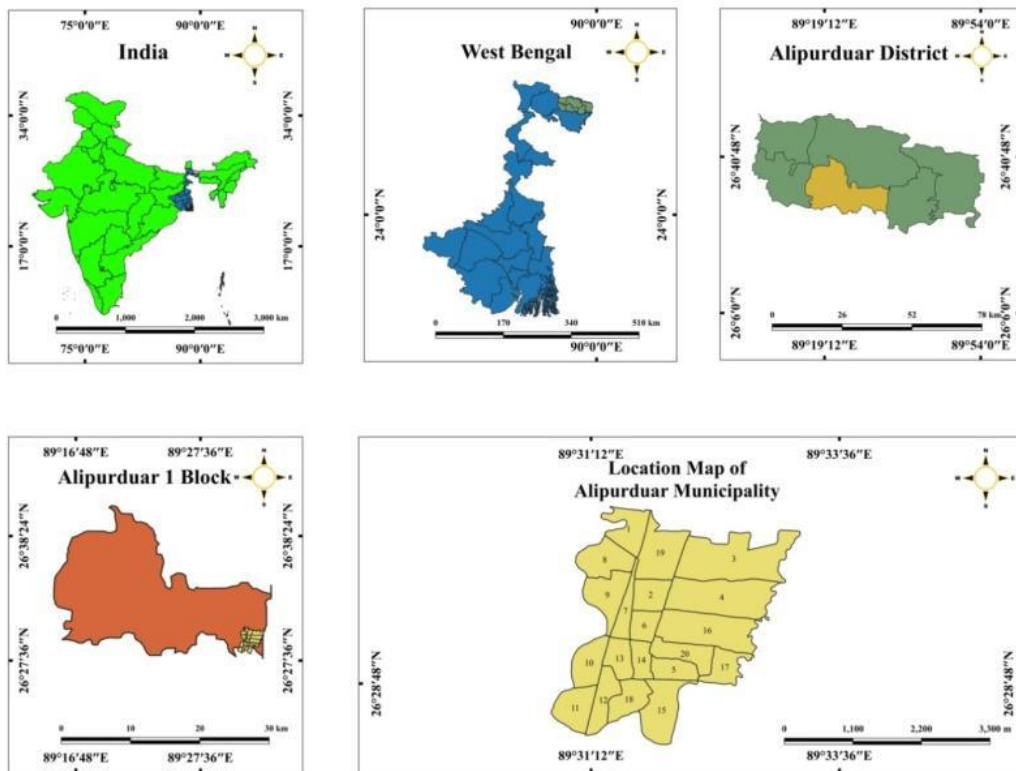 75°0'0"E 90°0'0"E
India
N
W E
S
34°0'0"N 34°0'0"N
17°0'0"N 17°0'0"N
0 1,000 2,000 3,000 km
75°0'0"E 90°0'0"E
90°0'0"E
West Bengal
N
W E
S
24°0'0"N 24°0'0"N
0 170 340 510 km
90°0'0"E
89°19'12"E 89°54'0"E
Alipurduar District
N
W E
S
26°40'48"N 26°40'48"N
26°6'0"N 26°6'0"N
0 26 52 78 km
89°19'12"E 89°54'0"E
89°16'48"E 89°27'36"E
Alipurduar 1 Block
N
W E
S
26°38'24"N 26°38'24"N
26°27'36"N 26°27'36"N
0 10 20 30 km
89°16'48"E 89°27'36"E
89°31'12"E 89°33'36"E
Location Map of
Alipurduar Municipality
N
W E
S
1
19
3
8
9
2
4
7
6
16
20
13
14
10
5
17
12
18
11
15
26°28'48"N 26°28'48"N
0 1,100 2,200 3,300 m
89°31'12"E 89°33'36"E